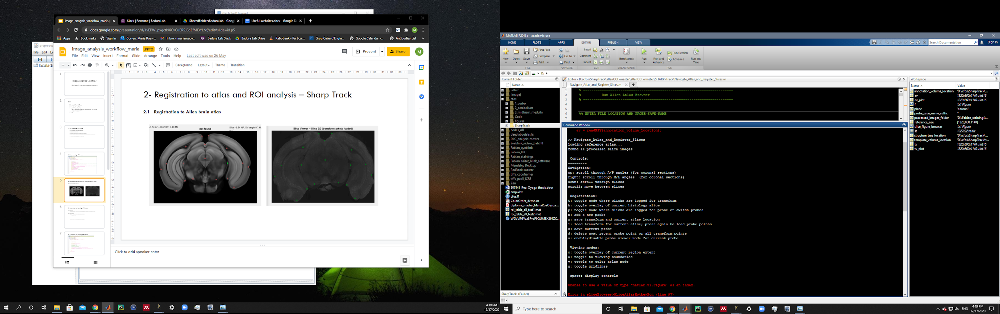 (Fiji Is Just) ImageJ
image_analysis_workflow_maria.p
Slack | Roxanne | BaduraLab
SharedFoldersBaduraLab - Goog
Useful websites.docx - Google D
docs.google.com/presentation/d/1vEPWLpvgctkXiCvCuERSJ6dEfMI3YLNf/edit#slide=id.p5
Apps
Bookmarks
Sign In
Correo: Maria Roa -...
Inbox - mariaroaoy...
Badura Lab Slack
Badura Lab Drive
Rabobank - Particul...
Grup Caixa d'Engin...
Google Calendar -...
Antibodies List
»
preproces
File Edit La
[+]
localadm
image_analysis_workflow_maria
.PPTX
File Edit View Insert Format Slide Arrange Tools Help
Last edit was on 26 May
Present
Share
M
Background
Layout
Theme
Transition
1
Image analysis workflow
2
3
4
5
6
7
2- Registration to atlas and ROI analysis – Sharp Track
2.1 Registration to Allen brain atlas
-3.54 AP, -0.42 DV, 0.48 ML
not found
Slice -3.54 AP, DV angle 0°, M
Slice Viewer – Slice 2/3 (transform points loaded)
Click to add speaker notes
4:19 PM
12/17/2020
MATLAB R2018b - academic use
HOME
PLOTS
APPS
EDITOR
PUBLISH
VIEW
Search Documentation
Sign In
New
Open
Save
Find Files
Compare
Print
Go To
Find
Insert
Comment
Indent
Breakpoints
Run
Run and Advance
Run Section
Advance
Run and Time
FILE
NAVIGATE
EDIT
BREAKPOINTS
RUN
D:
Current Folder
Name
.idlerc
.imagej
cfos
1_cortex
2_cerebellum
3_midbrain_medulla
Code
figures
SharpTrack
codes_AB
deeplabcutsisslls
DLC_analysis-master
Eyeblink_videos_batch8
Fabian_eyeblink
Fabian_IHC
Fabian_stainings
Fabian Kaiser_blink_software
Mendeley Desktop
RedRank-master
tiffs_cocoframer
tiffs_pax5_iCRE
Zen
507441_Roa_Oyaga_thesis.docx
amp.xlsx
cfos.R
ColorOrder_demo.m
diploma_master_MariaRoaOyaga....
roi_table_all_test1.mat
roi_table_all_test2.mat
WGVuRGVza3RvcF9QUk9EX291ZC...
SharpTrack (Folder)
Editor - D:\cfos\SharpTrack\allenCCF-master\allenCCF-master\SHARP-Track\Navigate_Atlas_and_Register_Slices.m
Navigate_Atlas_and_Register_Slices.m
1 % ------------------------------------------------------------------------
2 % Run Allen Atlas Browser
3 % ------------------------------------------------------------------------
4
5
6 %% ENTER FILE LOCATION AND PROBE-SAVE-NAME
7
Command Window
av = readNPY(annotation_volume_location);
>> Navigate_Atlas_and_Register_Slices
loading reference atlas...
found 44 processed slice images
Controls:
---------
Navigation:
up: scroll through A/P angles (for coronal sections)
right: scroll through M/L angles (for coronal sections)
down: scroll through slices
scroll: move between slices
Registration:
t: toggle mode where clicks are logged for transform
h: toggle overlay of current histology slice
p: toggle mode where clicks are logged for probe or switch probes
n: add a new probe
x: save transform and current atlas location
l: load transform for current slice; press again to load probe points
s: save current probe
d: delete most recent probe point or all transform points
w: enable/disable probe viewer mode for current probe
Viewing modes:
o: toggle overlay of current region extent
a: toggle to viewing boundaries
v: toggle to color atlas mode
g: toggle gridlines
space: display controls
Unable to use a value of type 'matlab.ui.Figure' as an index.
Error in sliceBrowser>SliceAtlasHotkeyFcn (line 97)
Workspace
Name Value
annotation_volume_location 'D:\cfos\SharpTrack\...
av 1320x800x1140 uint16
av_plot 1320x800x1140 uint16
f 1x1 Figure
plane 'coronal'
probe_save_name_suffix ''
processed_images_folder 'D:\Fabian_stainings\...
reference_size [1320,800,1140]
slice_figure_browser 1x1 Figure
st 1327x22 table
structure_tree_location 'D:\cfos\SharpTrack\...
template_volume_location 'D:\cfos\SharpTrack\t...
tv 1320x800x1140 uint16
tv_plot 1320x800x1140 uint16
Type here to search
ENG
4:19 PM
12/17/2020